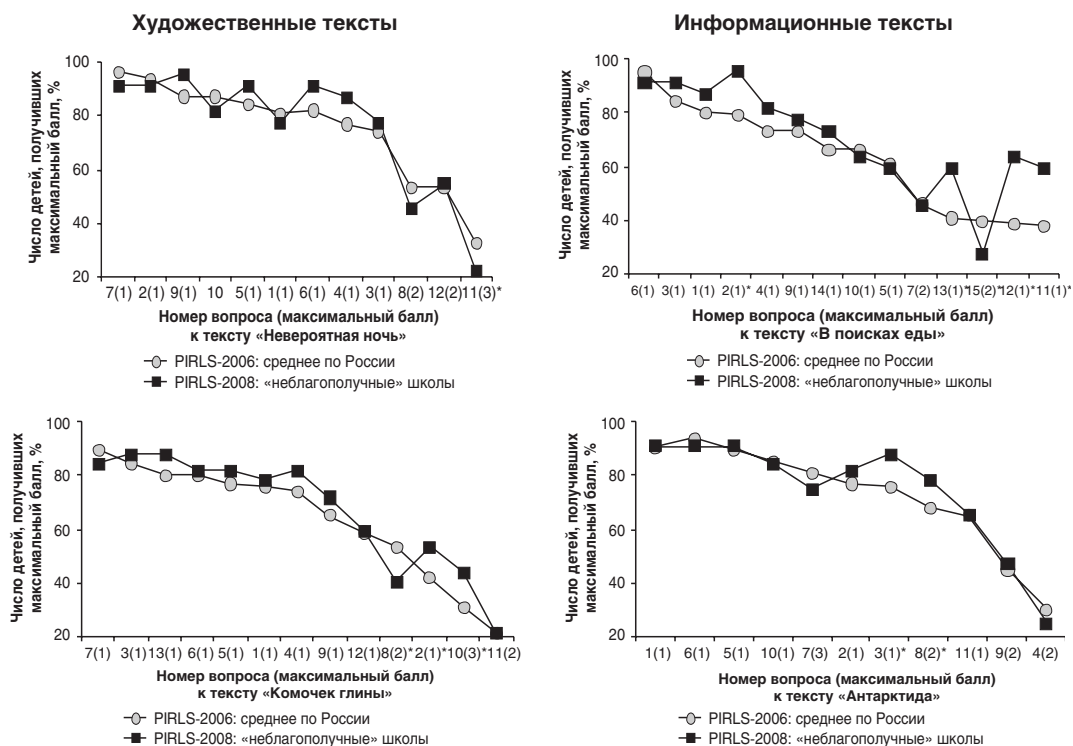 Художественные тексты
Число детей, получивших
максимальный балл, %
100
80
60
40
20
7(1) 2(1) 9(1) 10 5(1) 1(1) 6(1) 4(1) 3(1) 8(2) 12(2) 11(3)*
Номер вопроса (максимальный балл)
к тексту «Невероятная ночь»
PIRLS-2006: среднее по России
PIRLS-2008: «неблагополучные» школы
Информационные тексты
Число детей, получивших
максимальный балл, %
100
80
60
40
20
6(1) 3(1) 1(1) 2(1)* 4(1) 9(1) 14(1) 10(1) 5(1) 7(2) 13(1)*15(2)*12(1)*11(1)*
Номер вопроса (максимальный балл)
к тексту «В поисках еды»
PIRLS-2006: среднее по России
PIRLS-2008: «неблагополучные» школы
Число детей, получивших
максимальный балл, %
100
80
60
40
20
7(1) 3(1) 13(1) 6(1) 5(1) 1(1) 4(1) 9(1) 12(1)8(2)*2(1)*10(3)*11(2)
Номер вопроса (максимальный балл)
к тексту «Комочек глины»
PIRLS-2006: среднее по России
PIRLS-2008: «неблагополучные» школы
Число детей, получивших
максимальный балл, %
100
80
60
40
20
1(1) 6(1) 5(1) 10(1) 7(3) 2(1) 3(1)* 8(2)* 11(1) 9(2) 4(2)
Номер вопроса (максимальный балл)
к тексту «Антарктида»
PIRLS-2006: среднее по России
PIRLS-2008: «неблагополучные» школы